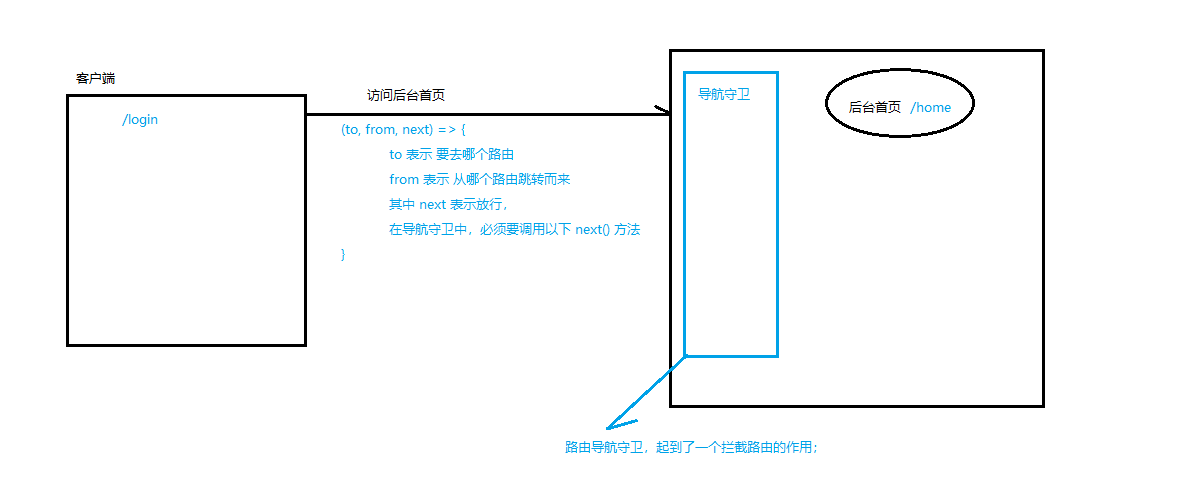 客户端
/login
访问后台首页
(to, from, next) => {
to 表示 要去哪个路由
from 表示 从哪个路由跳转而来
其中 next 表示放行，
在导航守卫中，必须要调用以下 next() 方法
}
导航守卫
后台首页 /home
路由导航守卫，起到了一个拦截路由的作用；